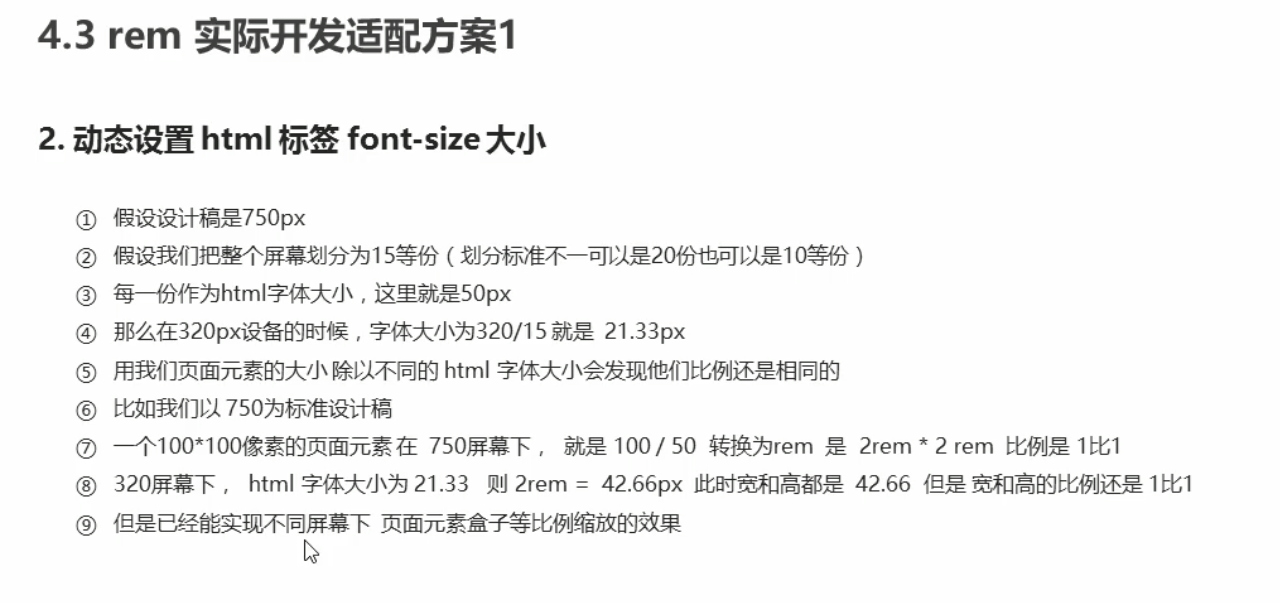 4.3 rem 实际开发适配方案1
2. 动态设置 html 标签 font-size 大小
① 假设设计稿是750px
② 假设我们把整个屏幕划分为15等份（划分标准不一可以是20份也可以是10等份）
③ 每一份作为html字体大小，这里就是50px
④ 那么在320px设备的时候，字体大小为320/15 就是 21.33px
⑤ 用我们页面元素的大小 除以不同的 html 字体大小会发现他们比例还是相同的
⑥ 比如我们以 750为标准设计稿
⑦ 一个100*100像素的页面元素 在 750屏幕下， 就是 100 / 50 转换为rem 是 2rem * 2 rem 比例是 1比1
⑧ 320屏幕下， html 字体大小为 21.33 则 2rem = 42.66px 此时宽和高都是 42.66 但是 宽和高的比例还是 1比1
⑨ 但是已经能实现不同屏幕下 页面元素盒子等比例缩放的效果